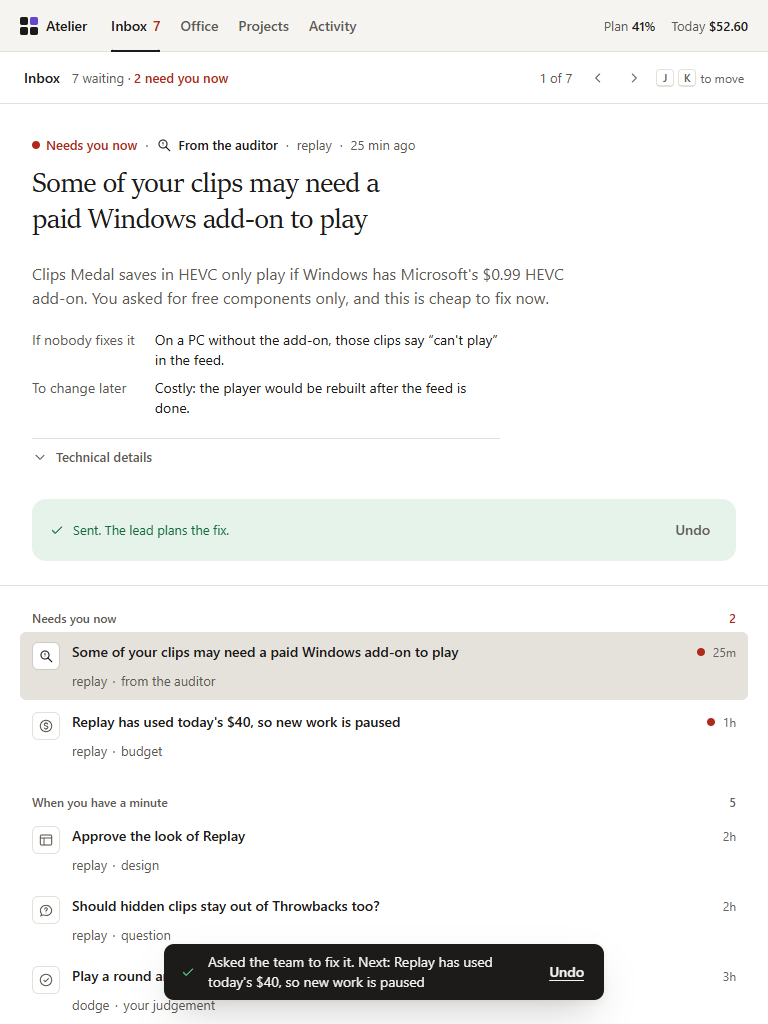 Atelier Inbox 7 Office Projects Activity Plan 41% Today $52.60
Inbox 7 waiting · 2 need you now 1 of 7 J K to move
Needs you now · From the auditor · replay · 25 min ago
Some of your clips may need a
paid Windows add-on to play
Clips Medal saves in HEVC only play if Windows has Microsoft's $0.99 HEVC
add-on. You asked for free components only, and this is cheap to fix now.
If nobody fixes it On a PC without the add-on, those clips say “can't play”
in the feed.
To change later Costly: the player would be rebuilt after the feed is
done.
Technical details
Sent. The lead plans the fix. Undo
Needs you now 2
Some of your clips may need a paid Windows add-on to play 25m
replay · from the auditor
Replay has used today's $40, so new work is paused 1h
replay · budget
When you have a minute 5
Approve the look of Replay 2h
replay · design
Should hidden clips stay out of Throwbacks too? 2h
replay · question
Play a round 3h
dodge · your judgement
Asked the team to fix it. Next: Replay has used
today's $40, so new work is paused
Undo